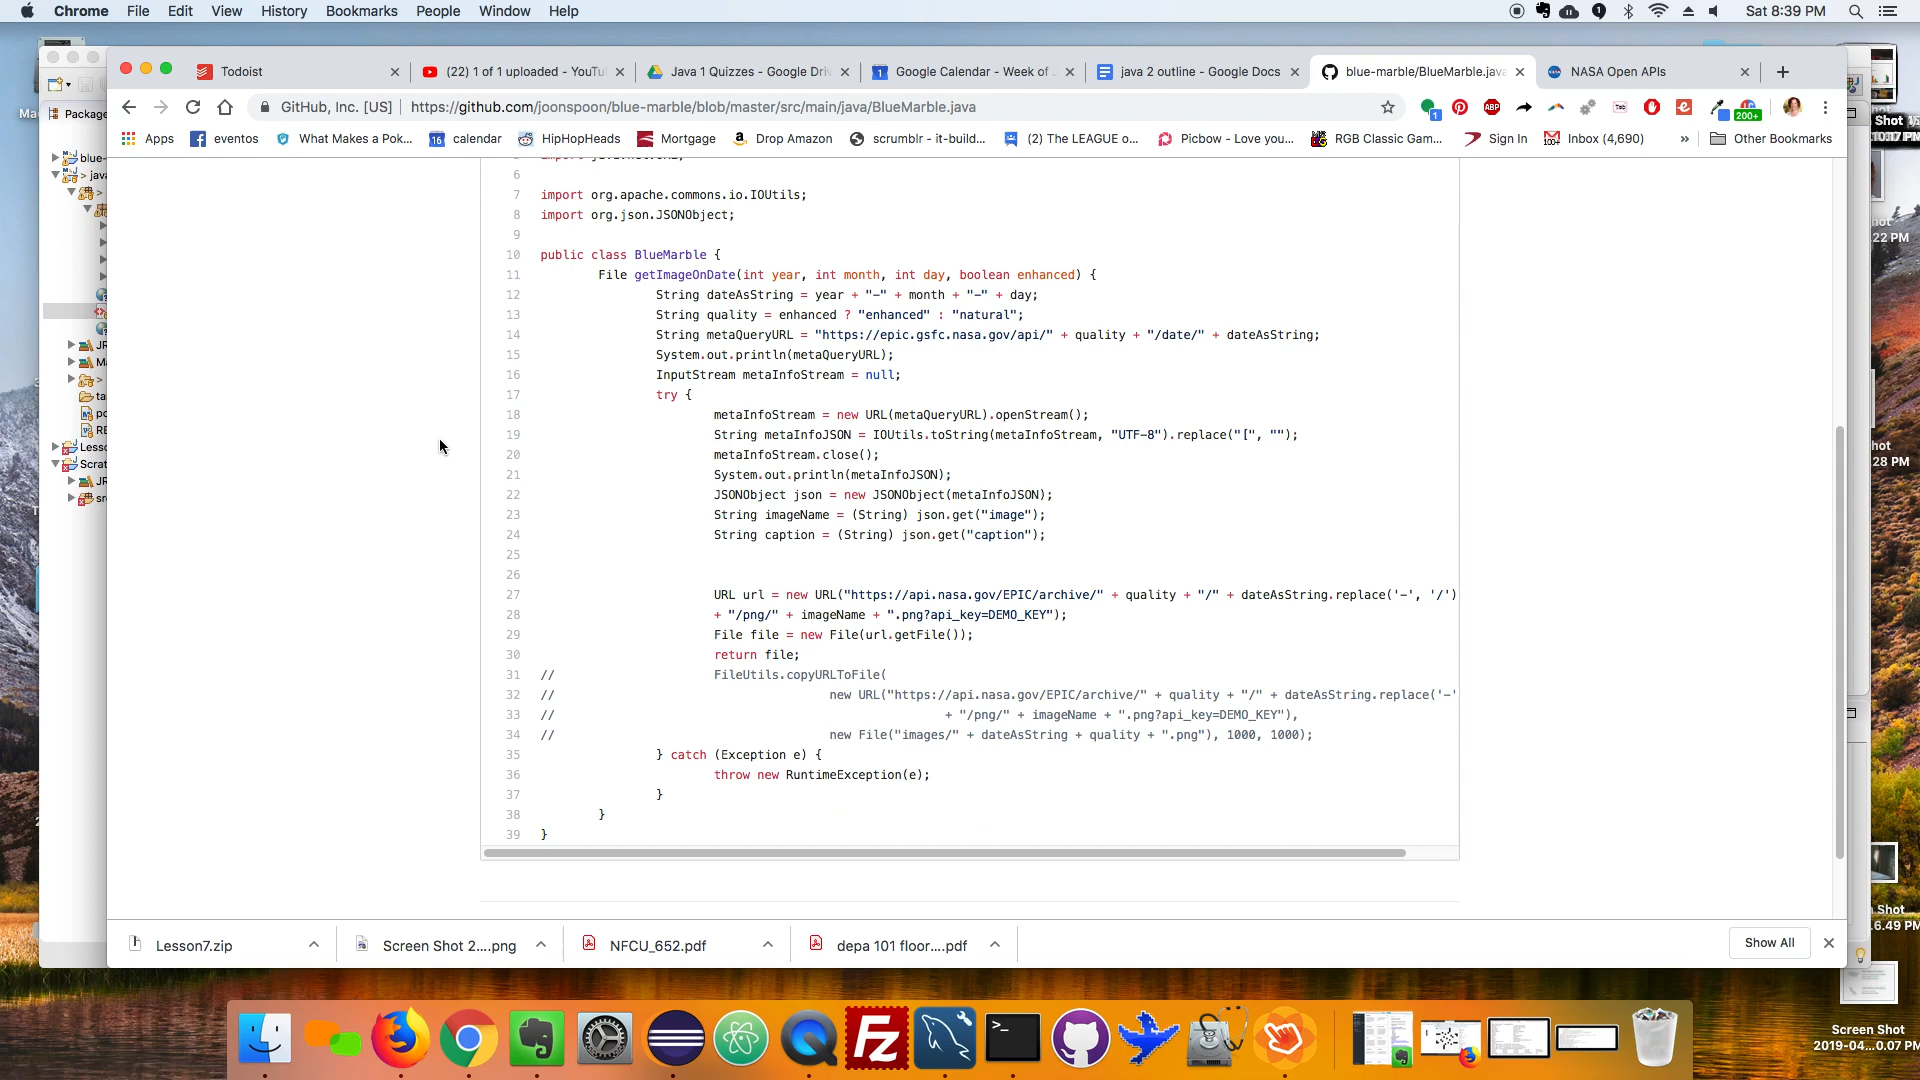 Chrome File Edit View History Bookmarks People Window Help Sat 8:39 PM
Todoist (22) 1 of 1 uploaded - YouTu Java 1 Quizzes - Google Driv Google Calendar - Week of java 2 outline - Google Docs blue-marble/BlueMarble.java NASA Open APIs
GitHub, Inc. [US] https://github.com/joonspoon/blue-marble/blob/master/src/main/java/BlueMarble.java
Apps eventos What Makes a Pok... calendar HipHopHeads Mortgage Drop Amazon scrumblr - it-build... (2) The LEAGUE o... Picbow - Love you... RGB Classic Gam... Sign In Inbox (4,690) » Other Bookmarks
Package
blue-
> java
JR
ta
po
RE
Lesso
Scrat
JR
src
6
7 import org.apache.commons.io.IOUtils;
8 import org.json.JSONObject;
9
10 public class BlueMarble {
11 File getImageOnDate(int year, int month, int day, boolean enhanced) {
12 String dateAsString = year + "-" + month + "-" + day;
13 String quality = enhanced ? "enhanced" : "natural";
14 String metaQueryURL = "https://epic.gsfc.nasa.gov/api/" + quality + "/date/" + dateAsString;
15 System.out.println(metaQueryURL);
16 InputStream metaInfoStream = null;
17 try {
18 metaInfoStream = new URL(metaQueryURL).openStream();
19 String metaInfoJSON = IOUtils.toString(metaInfoStream, "UTF-8").replace("[", "");
20 metaInfoStream.close();
21 System.out.println(metaInfoJSON);
22 JSONObject json = new JSONObject(metaInfoJSON);
23 String imageName = (String) json.get("image");
24 String caption = (String) json.get("caption");
25
26
27 URL url = new URL("https://api.nasa.gov/EPIC/archive/" + quality + "/" + dateAsString.replace('-', '/')
28 + "/png/" + imageName + ".png?api_key=DEMO_KEY");
29 File file = new File(url.getFile());
30 return file;
31 // FileUtils.copyURLToFile(
32 // new URL("https://api.nasa.gov/EPIC/archive/" + quality + "/" + dateAsString.replace('-'
33 // + "/png/" + imageName + ".png?api_key=DEMO_KEY"),
34 // new File("images/" + dateAsString + quality + ".png"), 1000, 1000);
35 } catch (Exception e) {
36 throw new RuntimeException(e);
37 }
38 }
39 }
Lesson7.zip Screen Shot 2....png NFCU_652.pdf depa 101 floor....pdf Show All
Screen Shot
2019-04...0.07 PM